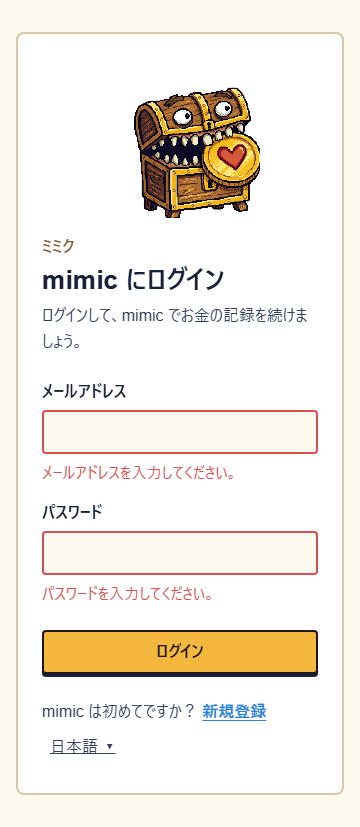 ミミク
mimic にログイン
ログインして、mimic でお金の記録を続けま
しょう。
メールアドレス
メールアドレスを入力してください。
パスワード
パスワードを入力してください。
ログイン
mimic は初めてですか？ 新規登録
日本語 ▼